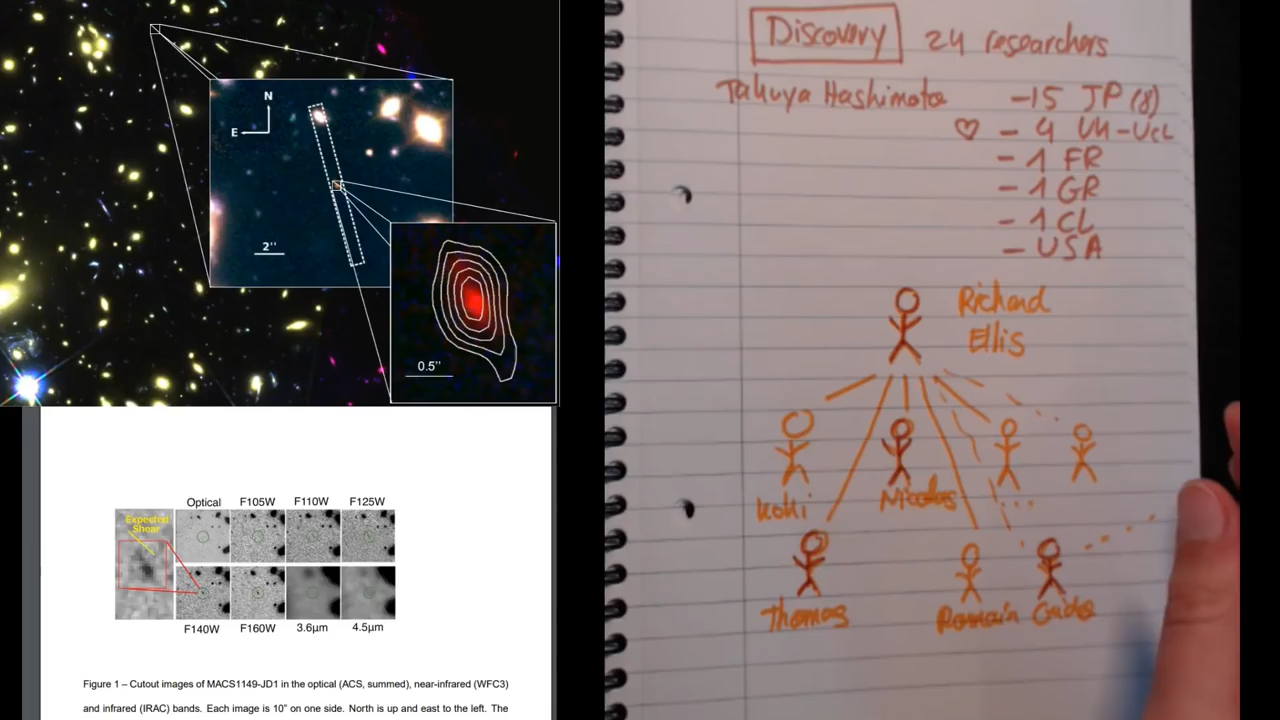 N
E
2''
0.5''
Optical F105W F110W F125W
Expected
Shear
F140W F160W 3.6μm 4.5μm
Figure 1 – Cutout images of MACS1149-JD1 in the optical (ACS, summed), near-infrared (WFC3)
and infrared (IRAC) bands. Each image is 10" on one side. North is up and east to the left. The
Discovery 24 researchers
Takuya Hashimoto -15 JP (8)
♡ - 4 UK-UCL
- 1 FR
- 1 GR
- 1 CL
- USA
Richard
Ellis
Koki Nicolas
Thomas Romain Guido